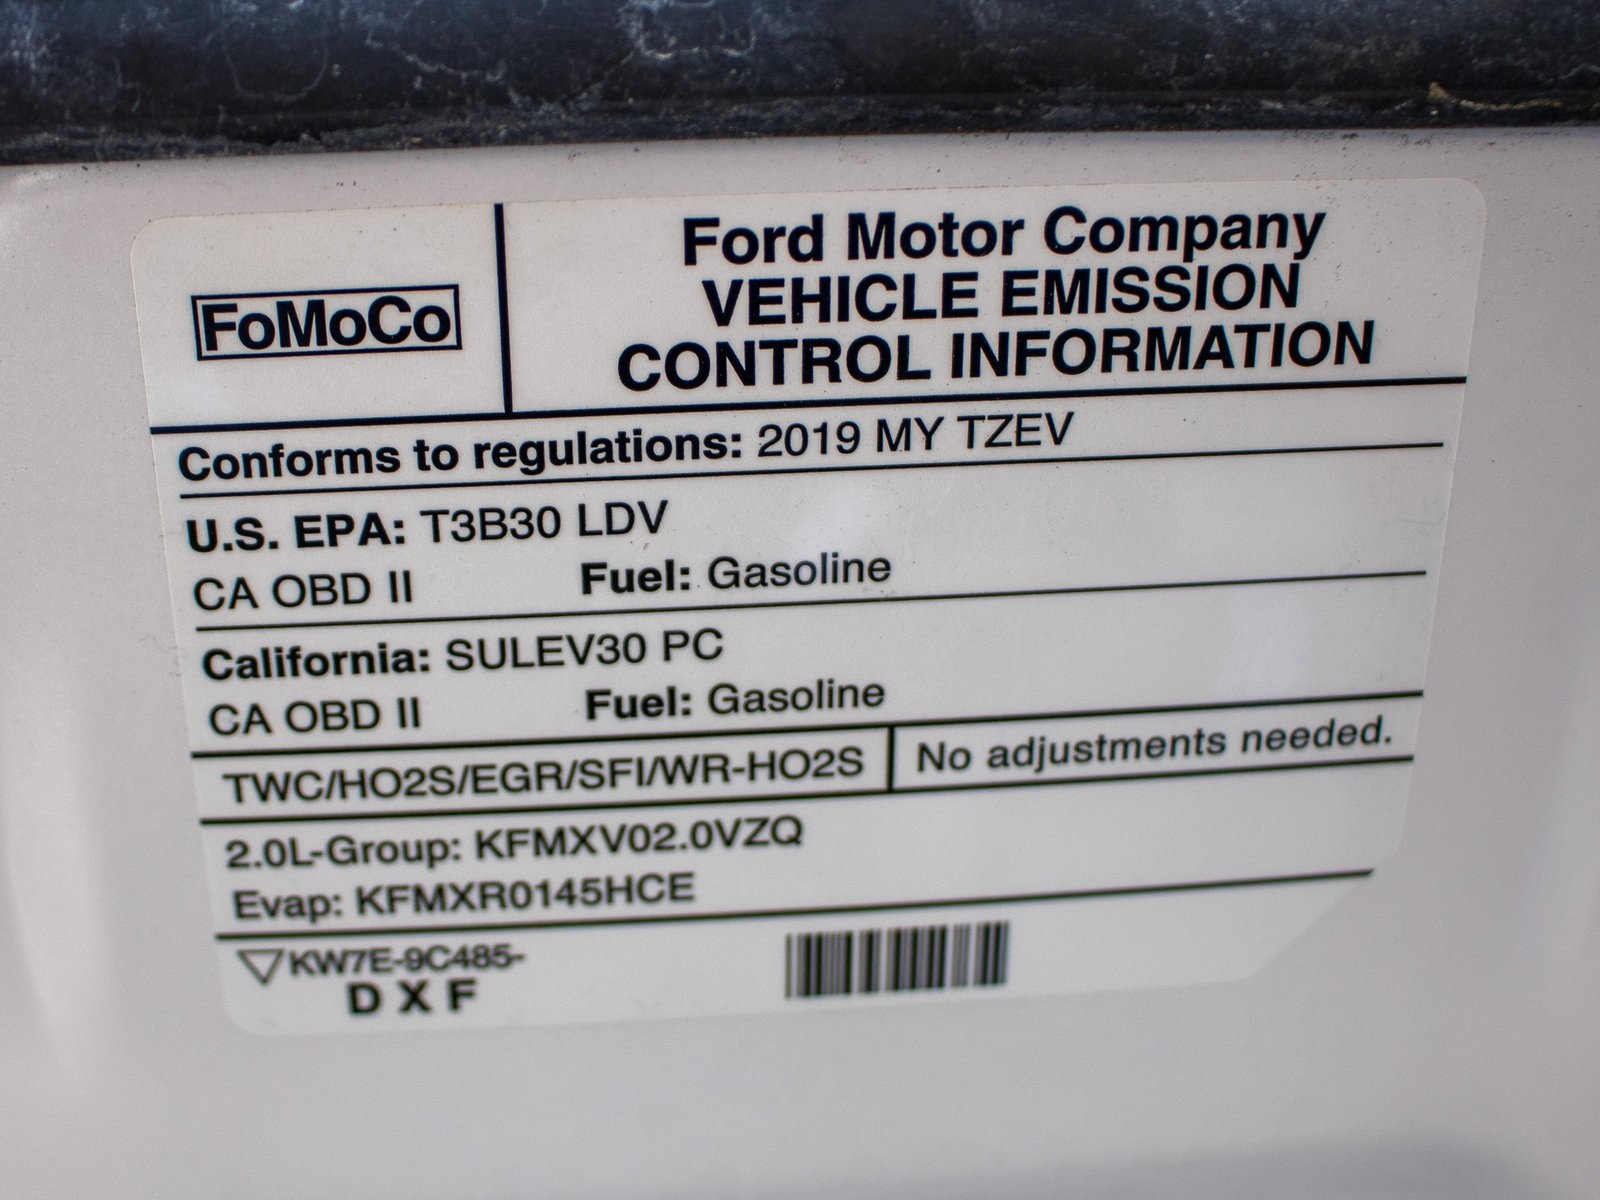 FoMoCo
Ford Motor Company
VEHICLE EMISSION
CONTROL INFORMATION
Conforms to regulations: 2019 MY TZEV
U.S. EPA: T3B30 LDV
CA OBD II Fuel: Gasoline
California: SULEV30 PC
CA OBD II Fuel: Gasoline
TWC/HO2S/EGR/SFI/WR-HO2S No adjustments needed.
2.0L-Group: KFMXV02.0VZQ
Evap: KFMXR0145HCE
KW7E-9C485-
D X F